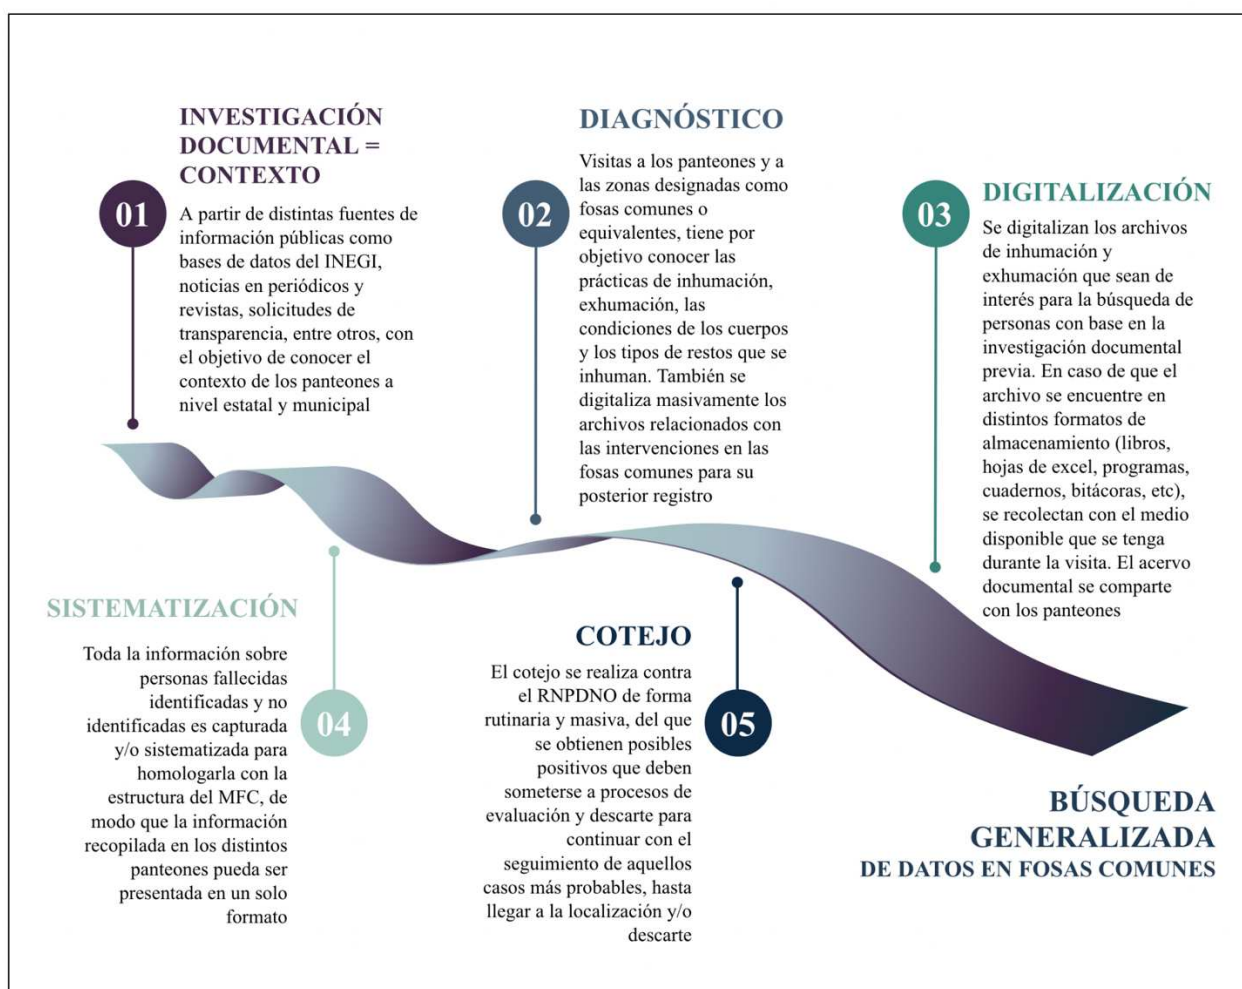 INVESTIGACIÓN
DOCUMENTAL =
CONTEXTO
01
A partir de distintas fuentes de
información públicas como
bases de datos del INEGI,
noticias en periódicos y
revistas, solicitudes de
transparencia, entre otros, con
el objetivo de conocer el
contexto de los panteones a
nivel estatal y municipal
DIAGNÓSTICO
02
Visitas a los panteones y a
las zonas designadas como
fosas comunes o
equivalentes, tiene por
objetivo conocer las
prácticas de inhumación,
exhumación, las
condiciones de los cuerpos
y los tipos de restos que se
inhuman. También se
digitaliza masivamente los
archivos relacionados con
las intervenciones en las
fosas comunes para su
posterior registro
03
DIGITALIZACIÓN
Se digitalizan los archivos
de inhumación y
exhumación que sean de
interés para la búsqueda de
personas con base en la
investigación documental
previa. En caso de que el
archivo se encuentre en
distintos formatos de
almacenamiento (libros,
hojas de excel, programas,
cuadernos, bitácoras, etc),
se recolectan con el medio
disponible que se tenga
durante la visita. El acervo
documental se comparte
con los panteones
SISTEMATIZACIÓN
Toda la información sobre
personas fallecidas
identificadas y no
identificadas es capturada
y/o sistematizada para
homologarla con la
estructura del MFC, de
modo que la información
recopilada en los distintos
panteones pueda ser
presentada en un solo
formato
04
COTEJO
El cotejo se realiza contra
el RNPDNO de forma
rutinaria y masiva, del que
se obtienen posibles
positivos que deben
someterse a procesos de
evaluación y descarte para
continuar con el
seguimiento de aquellos
casos más probables, hasta
llegar a la localización y/o
descarte
05
BÚSQUEDA
GENERALIZADA
DE DATOS EN FOSAS COMUNES